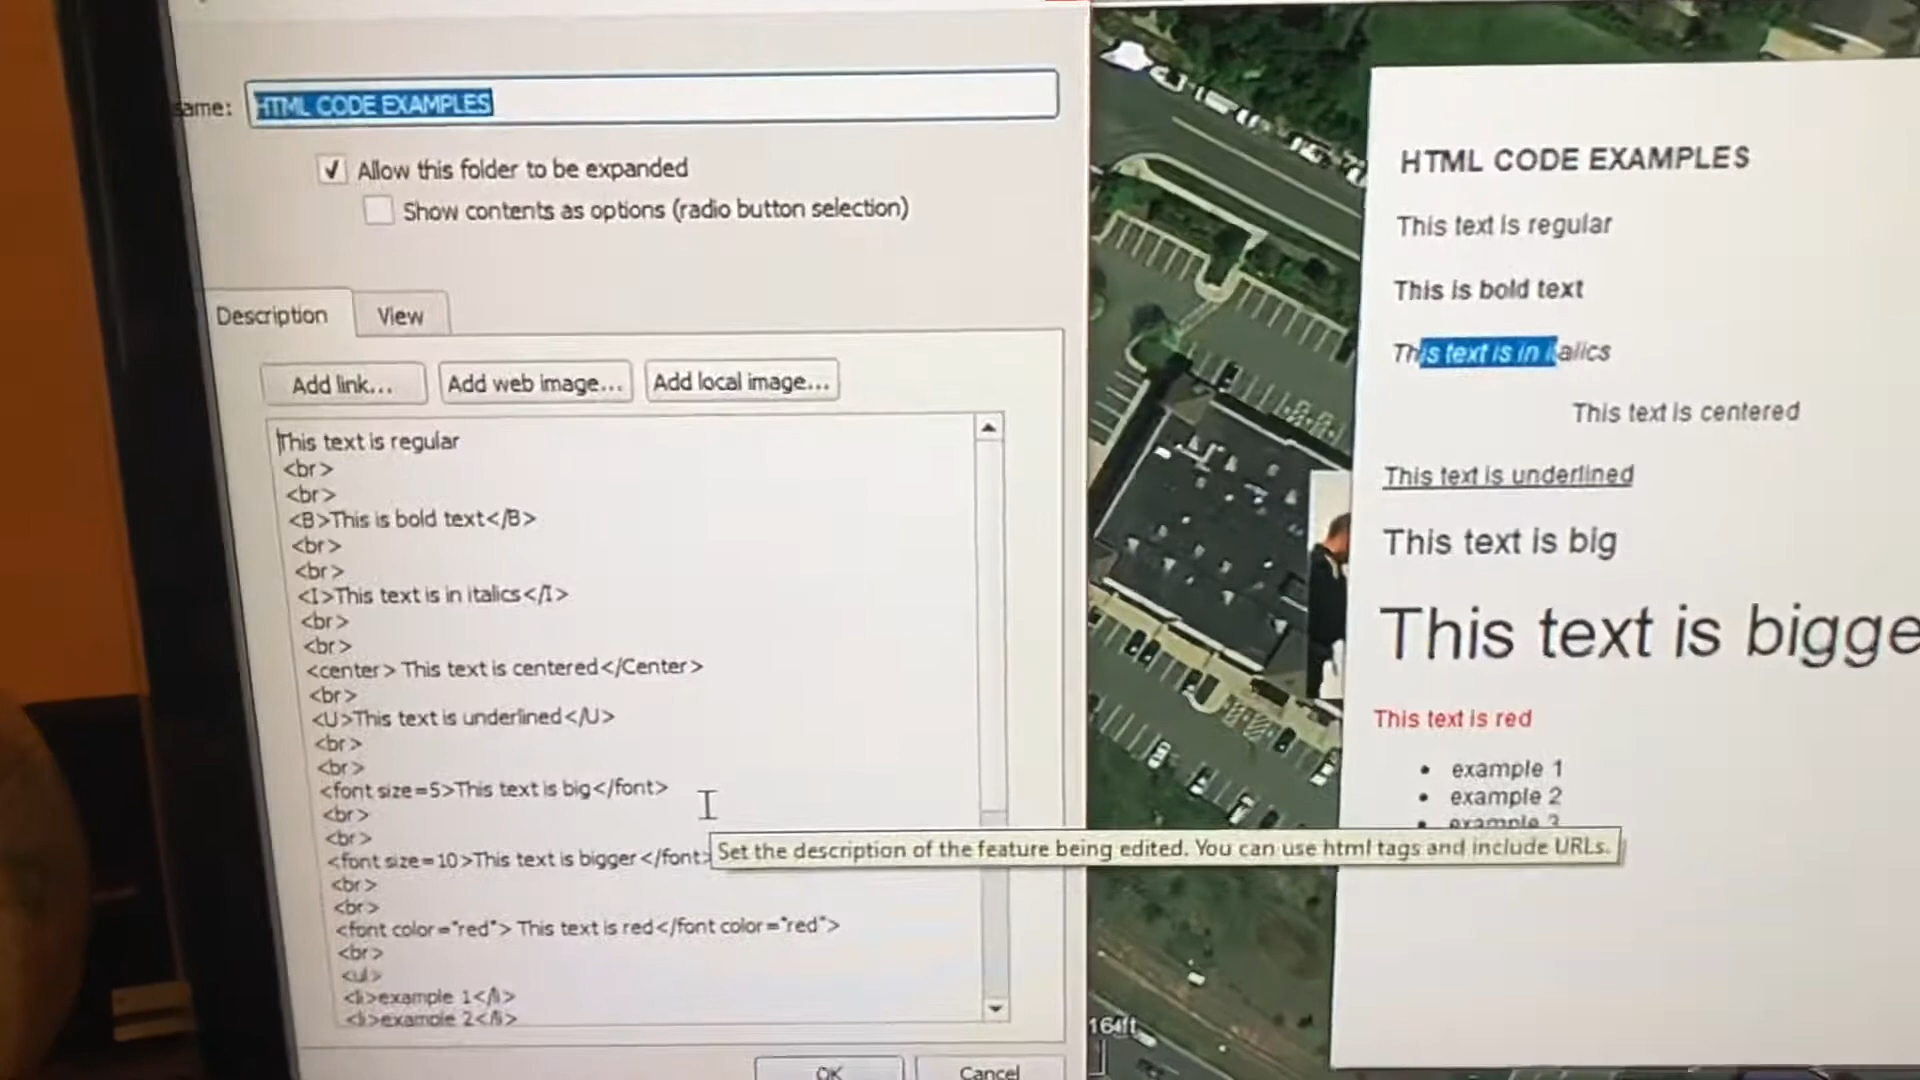 ame: HTML CODE EXAMPLES
Allow this folder to be expanded
Show contents as options (radio button selection)
Description View
Add link... Add web image... Add local image...
This text is regular
<br>
<br>
<B>This is bold text</B>
<br>
<br>
<I>This text is in italics</I>
<br>
<br>
<center> This text is centered</Center>
<br>
<U>This text is underlined</U>
<br>
<br>
<font size=5>This text is big</font>
<br>
<br>
<font size=10>This text is bigger</font>
<br>
<br>
<font color="red"> This text is red</font color="red">
<br>
<ul>
<li>example 1</li>
<li>example 2</li>
OK Cancel
Set the description of the feature being edited. You can use html tags and include URLs.
HTML CODE EXAMPLES
This text is regular
This is bold text
This text is in italics
This text is centered
This text is underlined
This text is big
This text is bigge
This text is red
• example 1
• example 2
• example 3
164ft